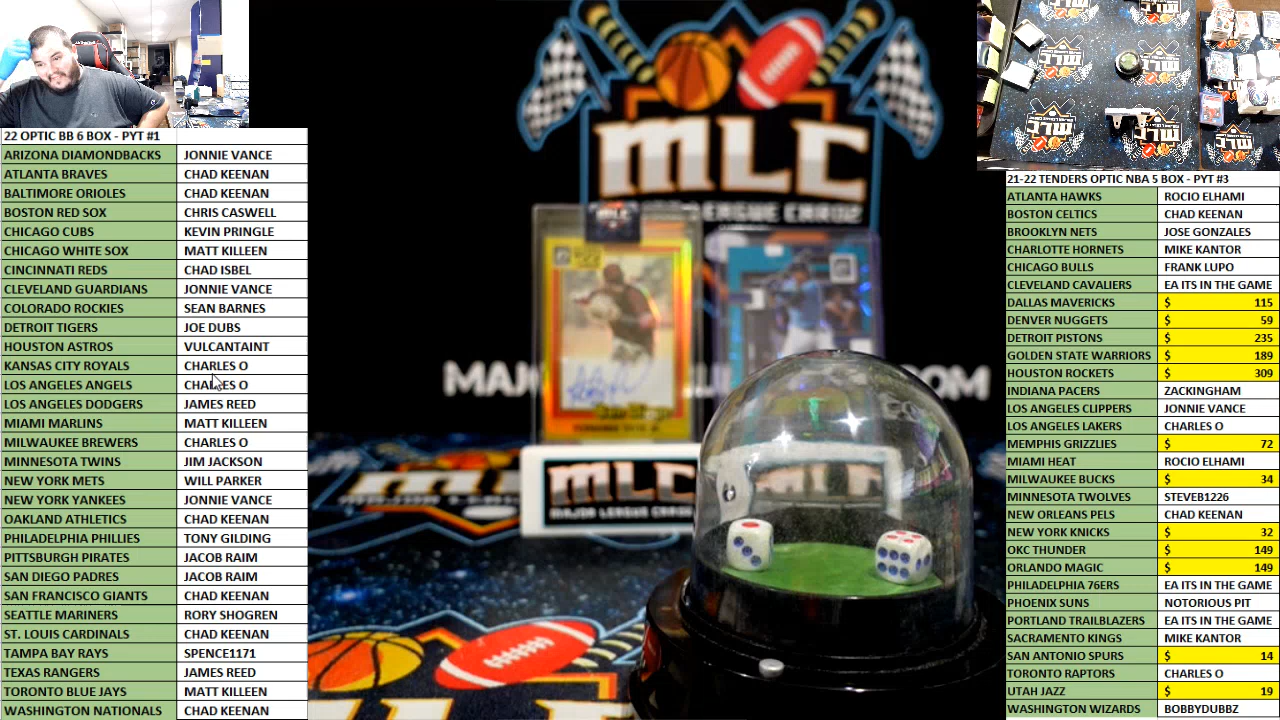 22 OPTIC BB 6 BOX - PYT #1
ARIZONA DIAMONDBACKS JONNIE VANCE
ATLANTA BRAVES CHAD KEENAN
BALTIMORE ORIOLES CHAD KEENAN
BOSTON RED SOX CHRIS CASWELL
CHICAGO CUBS KEVIN PRINGLE
CHICAGO WHITE SOX MATT KILLEEN
CINCINNATI REDS CHAD ISBEL
CLEVELAND GUARDIANS JONNIE VANCE
COLORADO ROCKIES SEAN BARNES
DETROIT TIGERS JOE DUBS
HOUSTON ASTROS VULCANTAINT
KANSAS CITY ROYALS CHARLES O
LOS ANGELES ANGELS CHARLES O
LOS ANGELES DODGERS JAMES REED
MIAMI MARLINS MATT KILLEEN
MILWAUKEE BREWERS CHARLES O
MINNESOTA TWINS JIM JACKSON
NEW YORK METS WILL PARKER
NEW YORK YANKEES JONNIE VANCE
OAKLAND ATHLETICS CHAD KEENAN
PHILADELPHIA PHILLIES TONY GILDING
PITTSBURGH PIRATES JACOB RAIM
SAN DIEGO PADRES JACOB RAIM
SAN FRANCISCO GIANTS CHAD KEENAN
SEATTLE MARINERS RORY SHOGREN
ST. LOUIS CARDINALS CHAD KEENAN
TAMPA BAY RAYS SPENCE1171
TEXAS RANGERS JAMES REED
TORONTO BLUE JAYS MATT KILLEEN
WASHINGTON NATIONALS CHAD KEENAN
MLC
MLC
MLC
MAJOR LEAGUE CARDZ
21-22 TENDERS OPTIC NBA 5 BOX - PYT #3
ATLANTA HAWKS ROCIO ELHAMI
BOSTON CELTICS CHAD KEENAN
BROOKLYN NETS JOSE GONZALES
CHARLOTTE HORNETS MIKE KANTOR
CHICAGO BULLS FRANK LUPO
CLEVELAND CAVALIERS EA ITS IN THE GAME
DALLAS MAVERICKS $ 115
DENVER NUGGETS $ 59
DETROIT PISTONS $ 235
GOLDEN STATE WARRIORS $ 189
HOUSTON ROCKETS $ 309
INDIANA PACERS ZACKINGHAM
LOS ANGELES CLIPPERS JONNIE VANCE
LOS ANGELES LAKERS CHARLES O
MEMPHIS GRIZZLIES $ 72
MIAMI HEAT ROCIO ELHAMI
MILWAUKEE BUCKS $ 34
MINNESOTA TWOLVES STEVEB1226
NEW ORLEANS PELS CHAD KEENAN
NEW YORK KNICKS $ 32
OKC THUNDER $ 149
ORLANDO MAGIC $ 149
PHILADELPHIA 76ERS EA ITS IN THE GAME
PHOENIX SUNS NOTORIOUS PIT
PORTLAND TRAILBLAZERS EA ITS IN THE GAME
SACRAMENTO KINGS MIKE KANTOR
SAN ANTONIO SPURS $ 14
TORONTO RAPTORS CHARLES O
UTAH JAZZ $ 19
WASHINGTON WIZARDS BOBBYDUBBZ